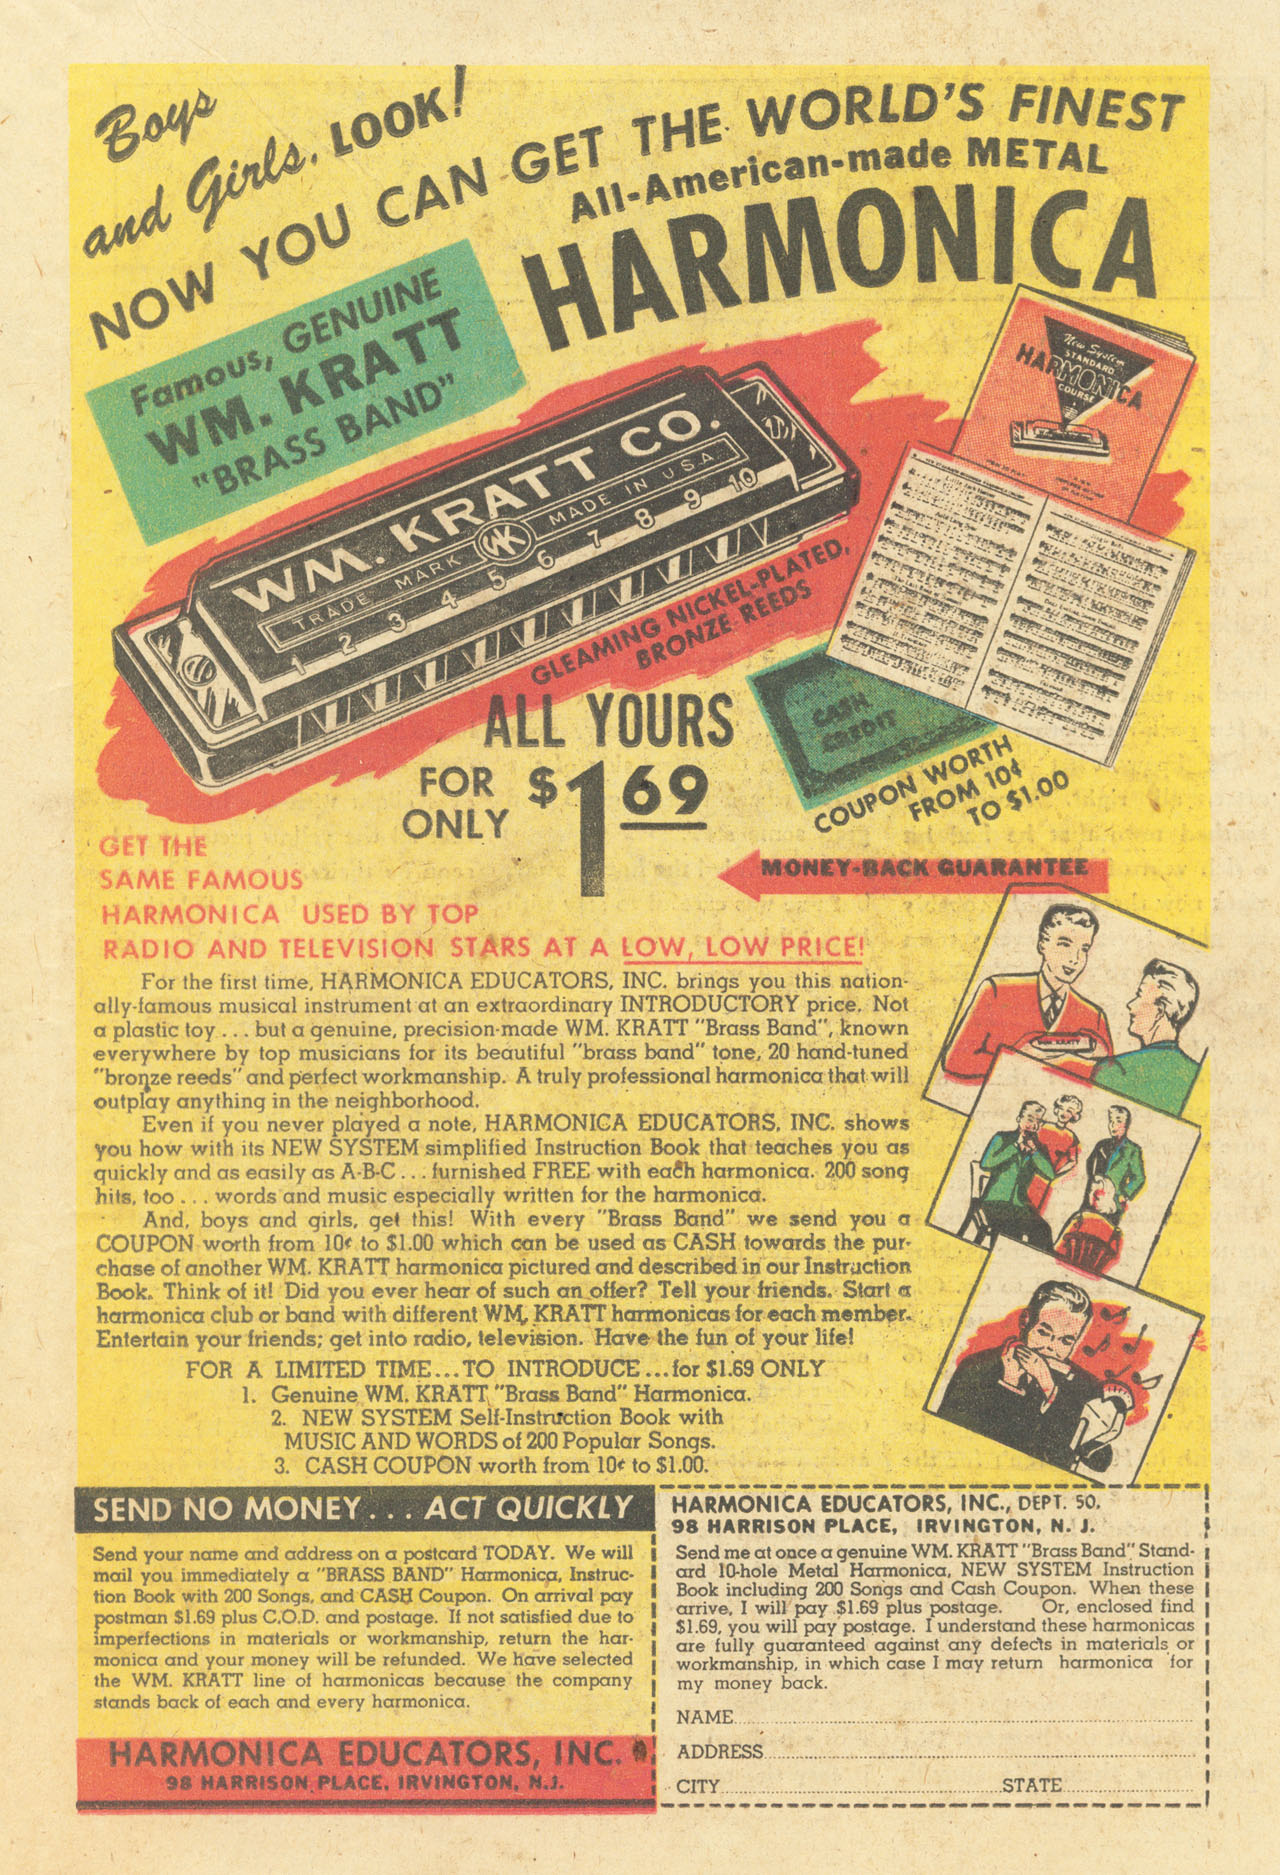 Boys
and Girls, LOOK!
NOW YOU CAN GET THE WORLD'S FINEST
All-American-made METAL
HARMONICA
Famous, GENUINE
WM. KRATT
"BRASS BAND"
WM. KRATT CO.
TRADE MARK WK MADE IN U.S.A.
1 2 3 4 5 6 7 8 9 10
GLEAMING NICKEL-PLATED,
BRONZE REEDS
New System
STANDARD
HARMONICA
COURSE
CASH
CREDIT
COUPON WORTH
FROM 10¢
TO $1.00
ALL YOURS
FOR ONLY $1.69
MONEY-BACK GUARANTEE
GET THE
SAME FAMOUS
HARMONICA USED BY TOP
RADIO AND TELEVISION STARS AT A LOW, LOW PRICE!
For the first time, HARMONICA EDUCATORS, INC. brings you this nation-
ally-famous musical instrument at an extraordinary INTRODUCTORY price. Not
a plastic toy . . . but a genuine, precision-made WM. KRATT "Brass Band", known
everywhere by top musicians for its beautiful "brass band" tone, 20 hand-tuned
"bronze reeds" and perfect workmanship. A truly professional harmonica that will
outplay anything in the neighborhood.
Even if you never played a note, HARMONICA EDUCATORS, INC. shows
you how with its NEW SYSTEM simplified Instruction Book that teaches you as
quickly and as easily as A-B-C . . . furnished FREE with each harmonica. 200 song
hits, too . . . words and music especially written for the harmonica.
And, boys and girls, get this! With every "Brass Band" we send you a
COUPON worth from 10¢ to $1.00 which can be used as CASH towards the pur-
chase of another WM. KRATT harmonica pictured and described in our Instruction
Book. Think of it! Did you ever hear of such an offer? Tell your friends. Start a
harmonica club or band with different WM. KRATT harmonicas for each member.
Entertain your friends; get into radio, television. Have the fun of your life!
FOR A LIMITED TIME...TO INTRODUCE...for $1.69 ONLY
1. Genuine WM. KRATT "Brass Band" Harmonica.
2. NEW SYSTEM Self-Instruction Book with
MUSIC AND WORDS of 200 Popular Songs.
3. CASH COUPON worth from 10¢ to $1.00.
WM. KRATT
SEND NO MONEY . . . ACT QUICKLY
Send your name and address on a postcard TODAY. We will
mail you immediately a "BRASS BAND" Harmonica, Instruc-
tion Book with 200 Songs, and CASH Coupon. On arrival pay
postman $1.69 plus C.O.D. and postage. If not satisfied due to
imperfections in materials or workmanship, return the har-
monica and your money will be refunded. We have selected
the WM. KRATT line of harmonicas because the company
stands back of each and every harmonica.
HARMONICA EDUCATORS, INC.
98 HARRISON PLACE, IRVINGTON, N.J.
HARMONICA EDUCATORS, INC., DEPT. 50,
98 HARRISON PLACE, IRVINGTON, N. J.
Send me at once a genuine WM. KRATT "Brass Band" Stand-
ard 10-hole Metal Harmonica, NEW SYSTEM Instruction
Book including 200 Songs and Cash Coupon. When these
arrive, I will pay $1.69 plus postage. Or, enclosed find
$1.69, you will pay postage. I understand these harmonicas
are fully guaranteed against any defects in materials or
workmanship, in which case I may return harmonica for
my money back.
NAME
ADDRESS
CITY STATE